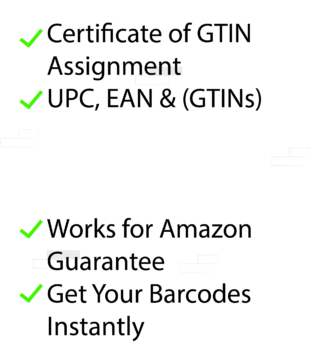 Certificate of GTIN
Assignment
UPC, EAN & (GTINs)
Works for Amazon
Guarantee
Get Your Barcodes
Instantly